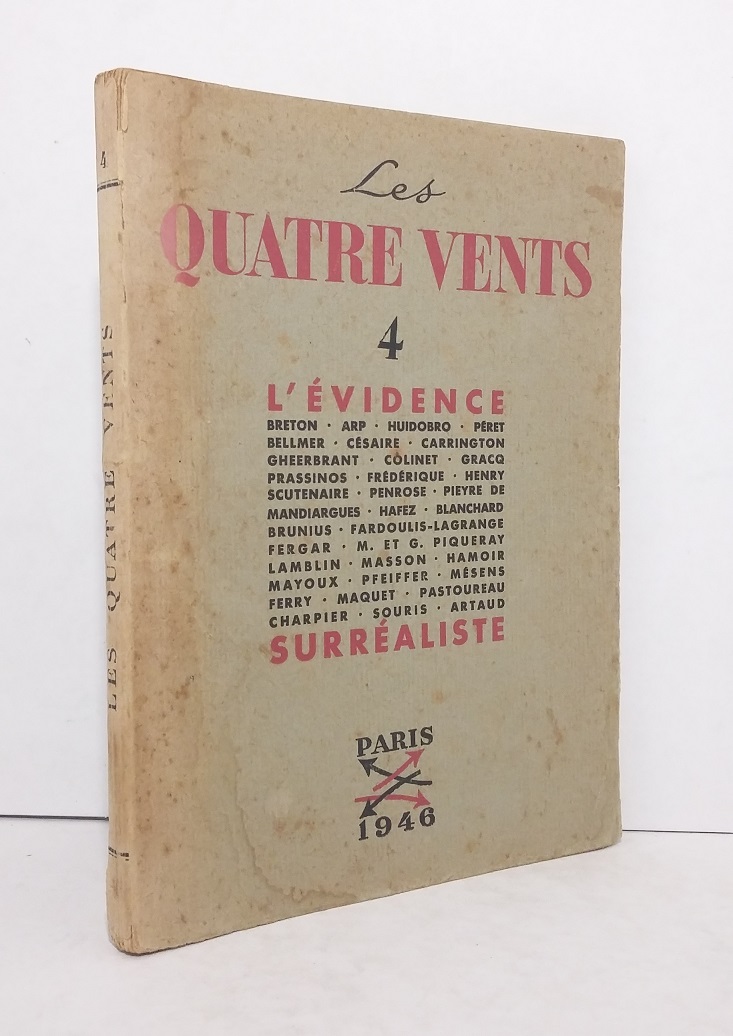 4
LES QUATRE VENTS
Les
QUATRE VENTS
4
L'ÉVIDENCE
BRETON · ARP · HUIDOBRO · PÉRET
BELLMER · CÉSAIRE · CARRINGTON
GHEERBRANT · COLINET · GRACQ
PRASSINOS · FRÉDÉRIQUE · HENRY
SCUTENAIRE · PENROSE · PIEYRE DE
MANDIARGUES · HAFEZ · BLANCHARD
BRUNIUS · FARDOULIS-LAGRANGE
FERGAR · M. ET G. PIQUERAY
LAMBLIN · MASSON · HAMOIR
MAYOUX · PFEIFFER · MÉSENS
FERRY · MAQUET · PASTOUREAU
CHARPIER · SOURIS · ARTAUD
SURRÉALISTE
PARIS
1946